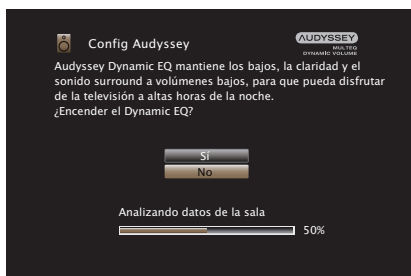 Config Audyssey
AUDYSSEY
MULTEQ
DYNAMIC VOLUME
Audyssey Dynamic EQ mantiene los bajos, la claridad y el
sonido surround a volúmenes bajos, para que pueda disfrutar
de la televisión a altas horas de la noche.
¿Encender el Dynamic EQ?
Sí
No
Analizando datos de la sala
50%